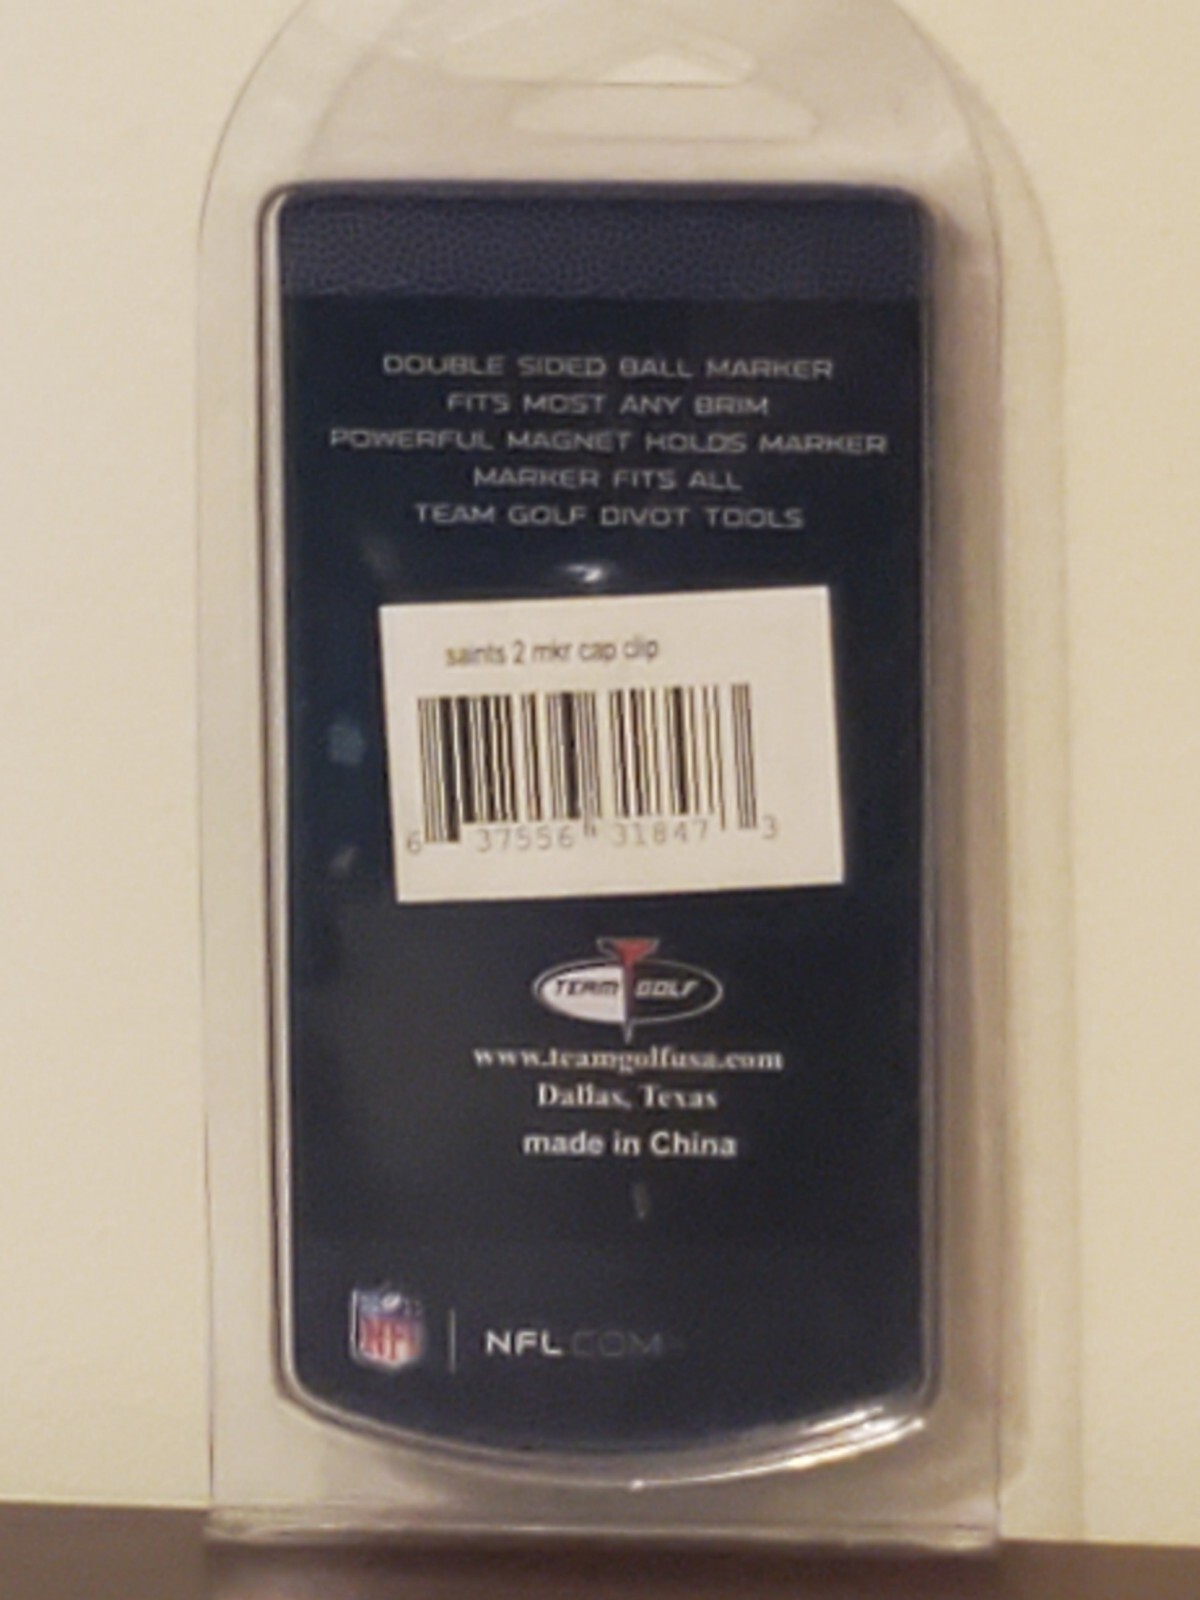 DOUBLE SIDED BALL MARKER
FITS MOST ANY BRIM
POWERFUL MAGNET HOLDS MARKER
MARKER FITS ALL
TEAM GOLF DIVOT TOOLS
saints 2 mkr cap clip
6 37556 31847 3
TEAM GOLF
www.teamgolfusa.com
Dallas, Texas
made in China
NFL NFL.COM